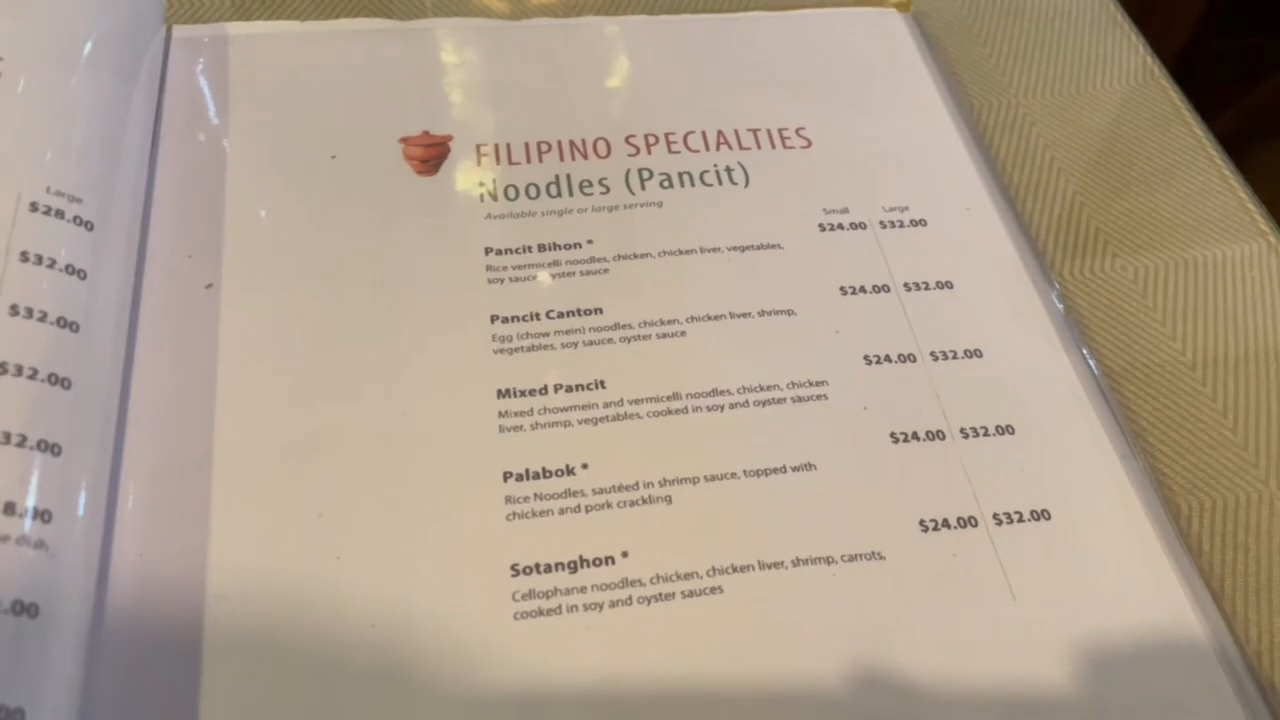 Large
$28.00
$32.00
$32.00
$32.00
32.00
8.00
dish
.00
00
FILIPINO SPECIALTIES
Noodles (Pancit)
Available single or large serving
Small Large
Pancit Bihon * $24.00 $32.00
Rice vermicelli noodles, chicken, chicken liver, vegetables,
soy sauce, oyster sauce
Pancit Canton $24.00 $32.00
Egg (chow mein) noodles, chicken, chicken liver, shrimp,
vegetables, soy sauce, oyster sauce
Mixed Pancit $24.00 $32.00
Mixed chowmein and vermicelli noodles, chicken, chicken
liver, shrimp, vegetables, cooked in soy and oyster sauces
Palabok * $24.00 $32.00
Rice Noodles, sautéed in shrimp sauce, topped with
chicken and pork crackling
Sotanghon * $24.00 $32.00
Cellophane noodles, chicken, chicken liver, shrimp, carrots,
cooked in soy and oyster sauces